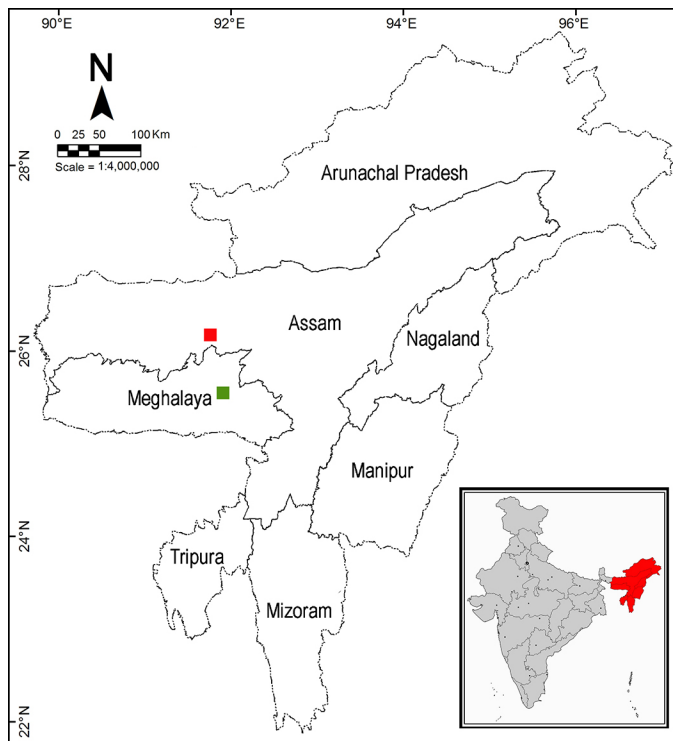 90°E 92°E 94°E 96°E
N
0 25 50 100 Km
Scale = 1:4,000,000
28°N
Arunachal Pradesh
Assam
26°N
Nagaland
Meghalaya
Manipur
24°N
Tripura
Mizoram
22°N